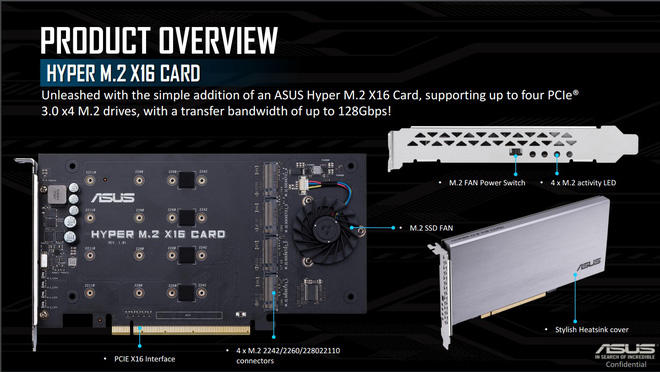 PRODUCT OVERVIEW
HYPER M.2 X16 CARD
Unleashed with the simple addition of an ASUS Hyper M.2 X16 Card, supporting up to four PCIe®
3.0 x4 M.2 drives, with a transfer bandwidth of up to 128Gbps!
• M.2 FAN Power Switch
• 4 x M.2 activity LED
ASUS
HYPER M.2 X16 CARD
• M.2 SSD FAN
ASUS
• Stylish Heatsink cover
• PCIE X16 Interface
• 4 x M.2 2242/2260/228022110
connectors
ASUS
IN SEARCH OF INCREDIBLE
Confidential